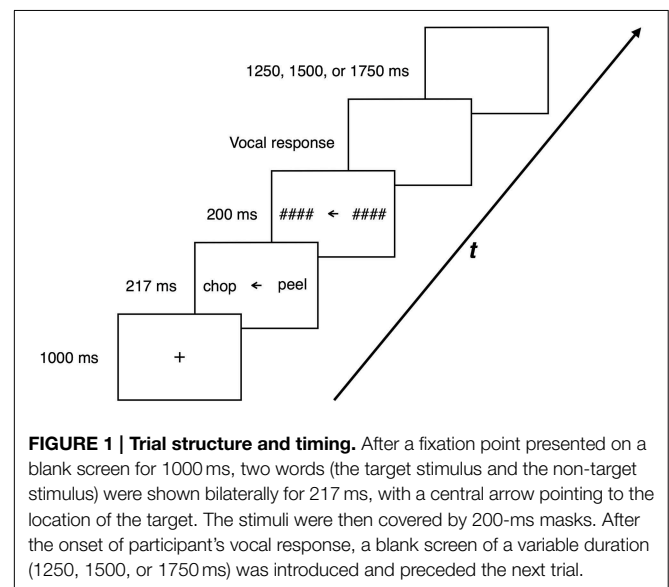 1250, 1500, or 1750 ms
Vocal response
200 ms #### ← ####
t
217 ms chop ← peel
1000 ms +
FIGURE 1 | Trial structure and timing. After a fixation point presented on a
blank screen for 1000 ms, two words (the target stimulus and the non-target
stimulus) were shown bilaterally for 217 ms, with a central arrow pointing to the
location of the target. The stimuli were then covered by 200-ms masks. After
the onset of participant's vocal response, a blank screen of a variable duration
(1250, 1500, or 1750 ms) was introduced and preceded the next trial.